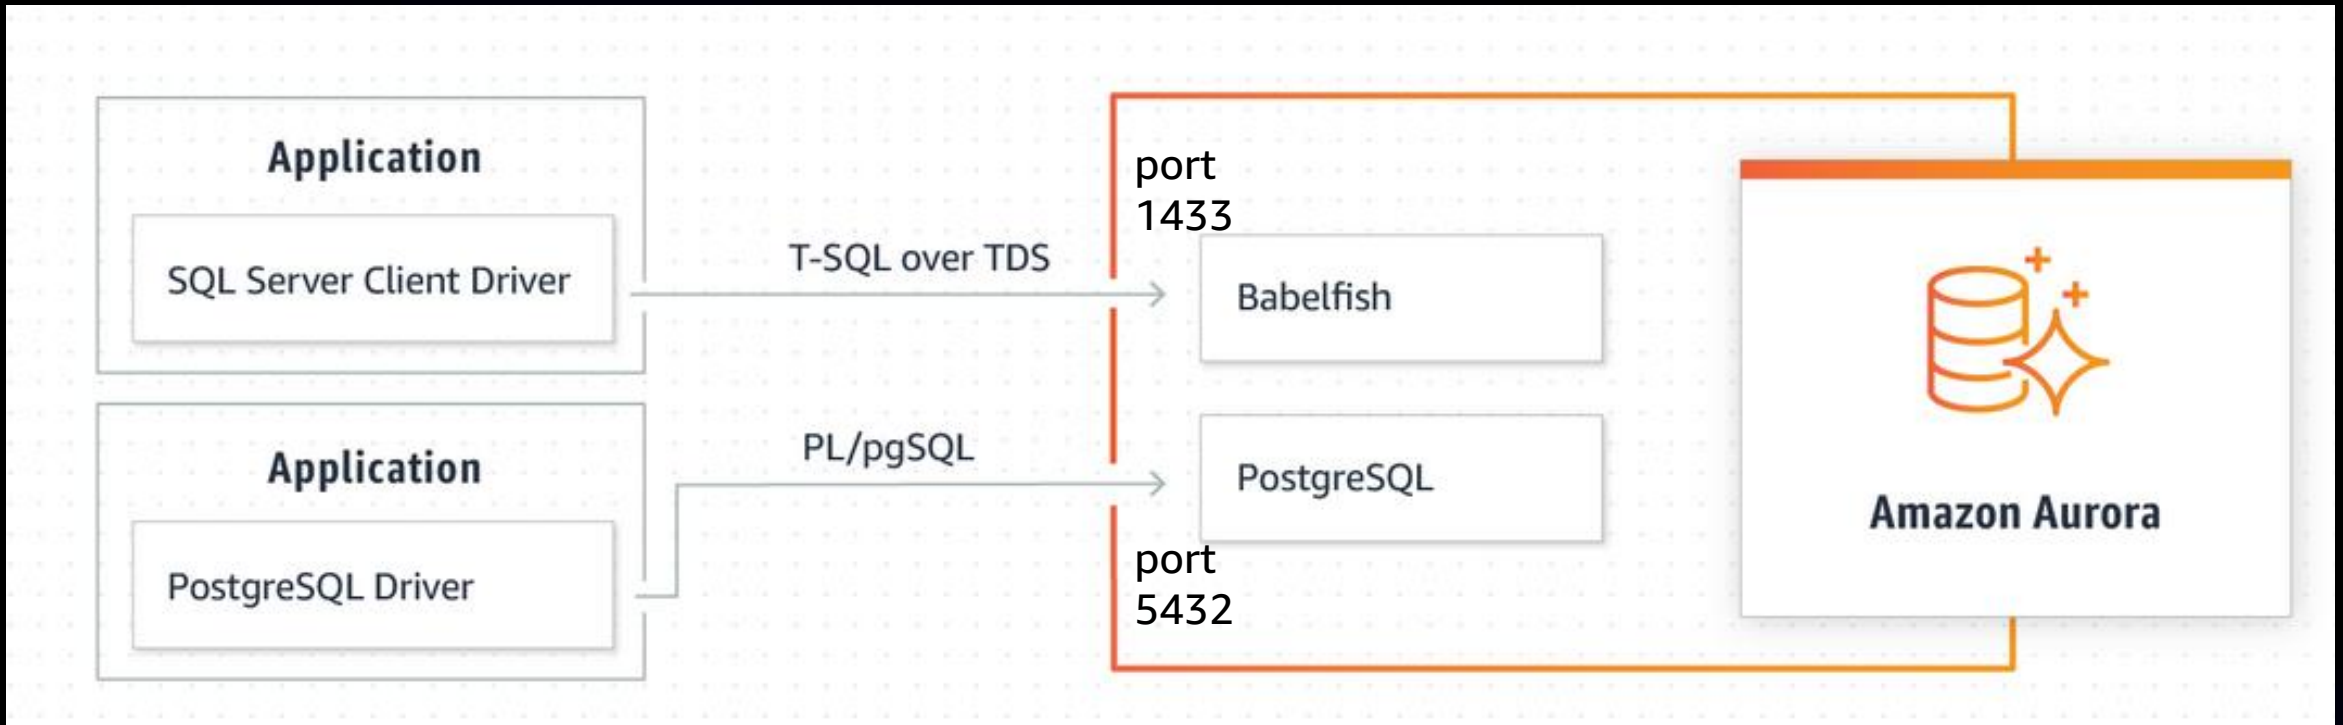 Application
SQL Server Client Driver
T-SQL over TDS
port
1433
Babelfish
Application
PostgreSQL Driver
PL/pgSQL
PostgreSQL
port
5432
Amazon Aurora